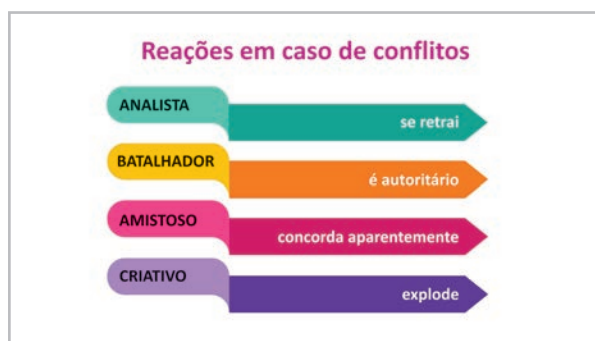 Reações em caso de conflitos
ANALISTA
se retrai
BATALHADOR
é autoritário
AMISTOSO
concorda aparentemente
CRIATIVO
explode